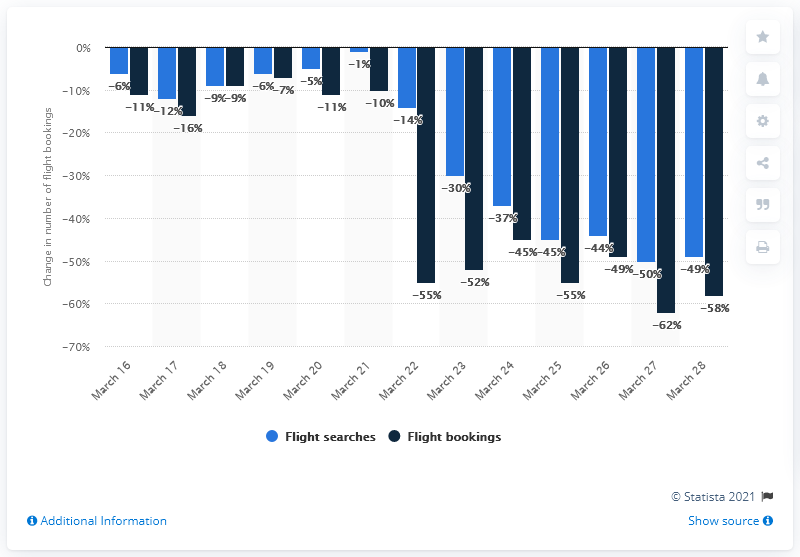 Change in number of flight bookings
0%
−10%
−20%
−30%
−40%
−50%
−60%
−70%
−6%
−11%
−12%
−16%
−9%
−9%
−6%
−7%
−5%
−11%
−1%
−10%
−14%
−55%
−30%
−52%
−37%
−45%
−45%
−55%
−44%
−49%
−50%
−62%
−49%
−58%
March 16
March 17
March 18
March 19
March 20
March 21
March 22
March 23
March 24
March 25
March 26
March 27
March 28
Flight searches
Flight bookings
© Statista 2021
Additional Information
Show source